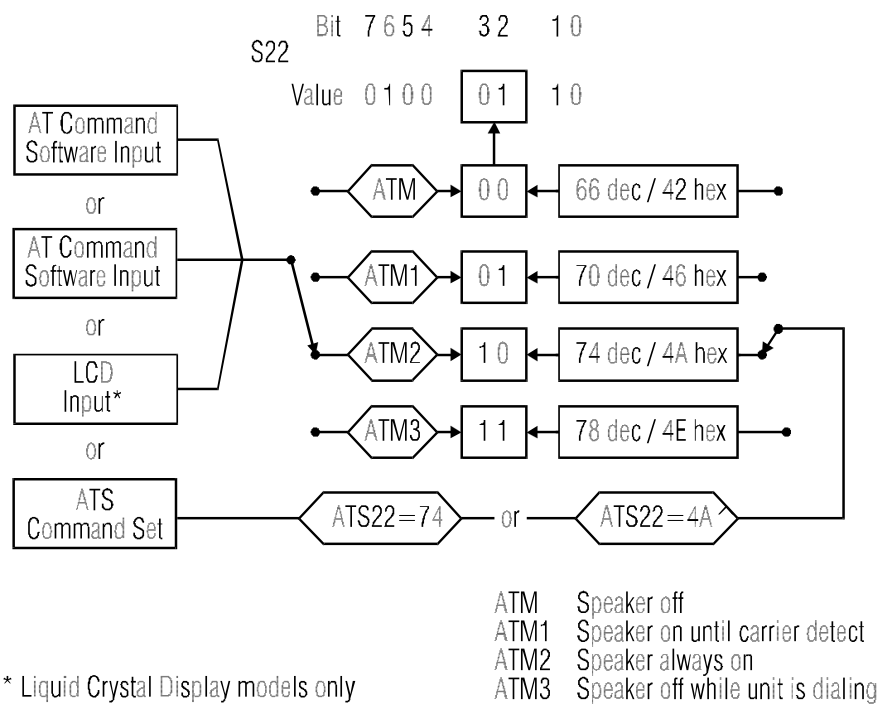 Bit 7 6 5 4 3 2 1 0
S22
Value 0 1 0 0 0 1 1 0
AT Command
Software Input
or
AT Command
Software Input
or
LCD
Input*
or
ATS
Command Set
ATM 0 0 66 dec / 42 hex
ATM1 0 1 70 dec / 46 hex
ATM2 1 0 74 dec / 4A hex
ATM3 1 1 78 dec / 4E hex
ATS22=74 or ATS22=4A
ATM Speaker off
ATM1 Speaker on until carrier detect
ATM2 Speaker always on
ATM3 Speaker off while unit is dialing
* Liquid Crystal Display models only